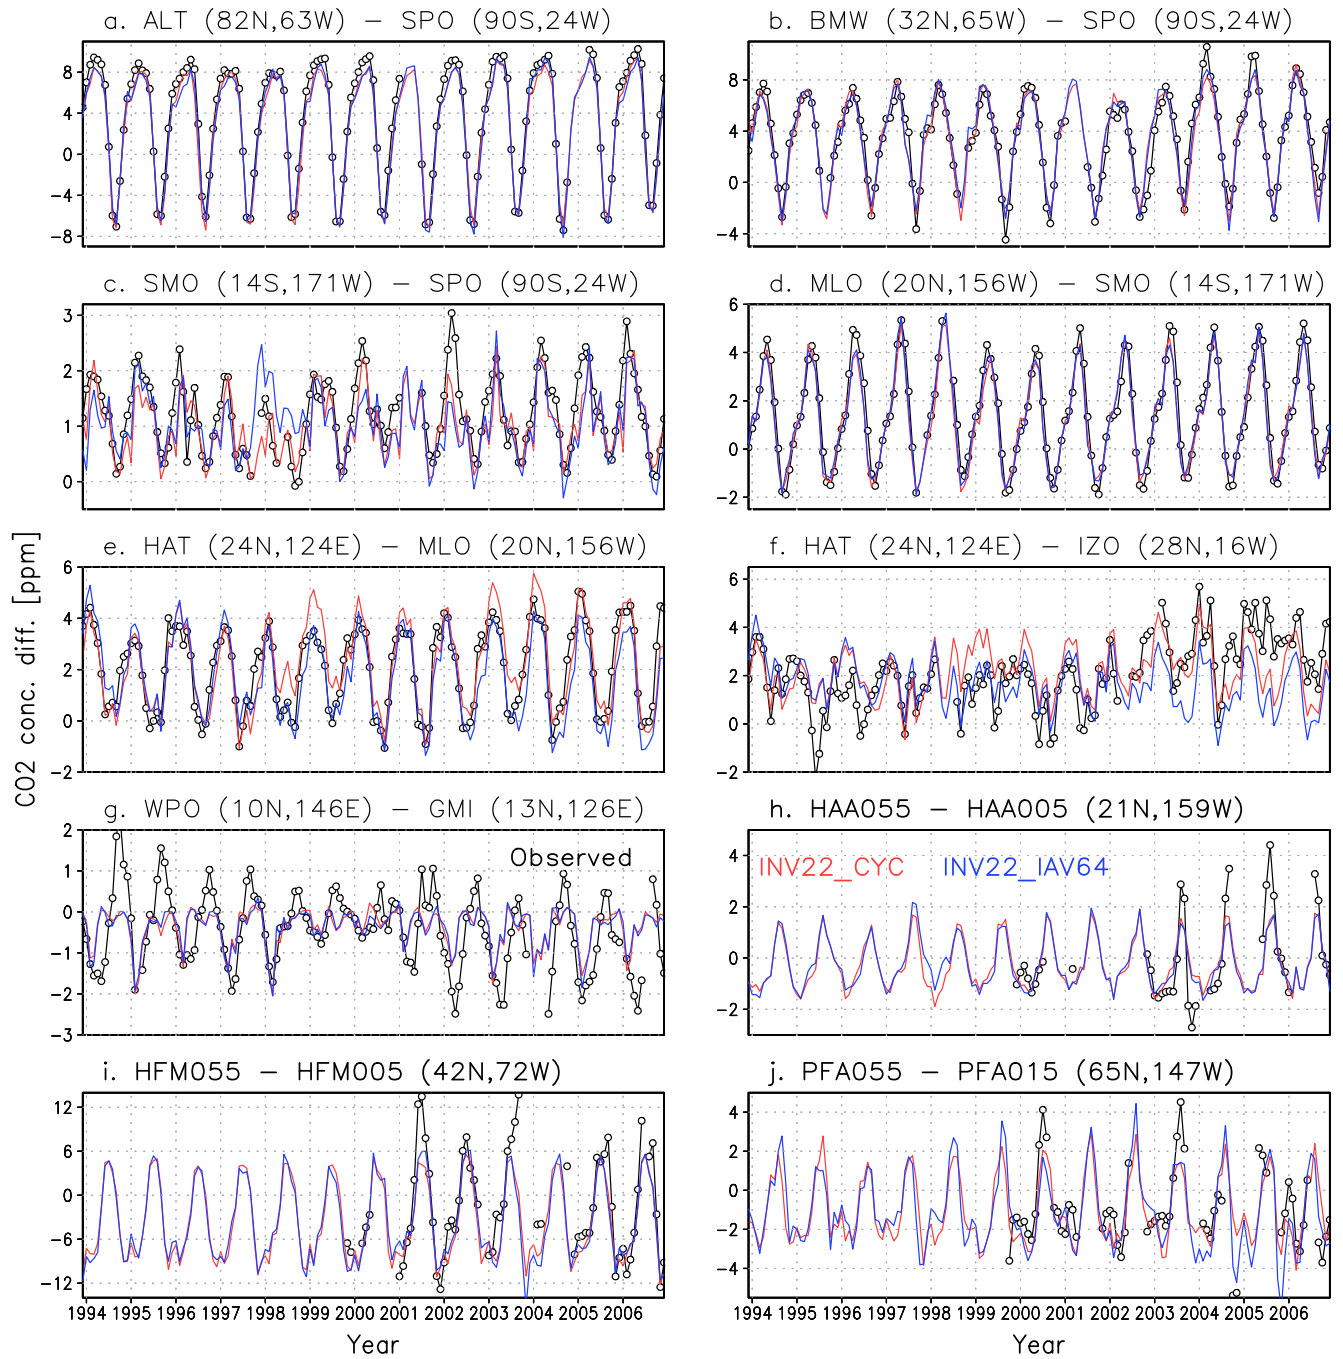 a. ALT (82N,63W) − SPO (90S,24W)
b. BMW (32N,65W) − SPO (90S,24W)
8
4
0
−4
−8
8
4
0
−4
c. SMO (14S,171W) − SPO (90S,24W)
d. MLO (20N,156W) − SMO (14S,171W)
3
2
1
0
6
4
2
0
−2
e. HAT (24N,124E) − MLO (20N,156W)
f. HAT (24N,124E) − IZO (28N,16W)
6
4
2
0
−2
6
4
2
0
−2
CO2 conc. diff. [ppm]
g. WPO (10N,146E) − GMI (13N,126E)
h. HAA055 − HAA005 (21N,159W)
2
1
0
−1
−2
−3
Observed
4
2
0
−2
INV22_CYC INV22_IAV64
i. HFM055 − HFM005 (42N,72W)
j. PFA055 − PFA015 (65N,147W)
12
6
0
−6
−12
4
2
0
−2
−4
1994 1995 1996 1997 1998 1999 2000 2001 2002 2003 2004 2005 2006
1994 1995 1996 1997 1998 1999 2000 2001 2002 2003 2004 2005 2006
Year
Year